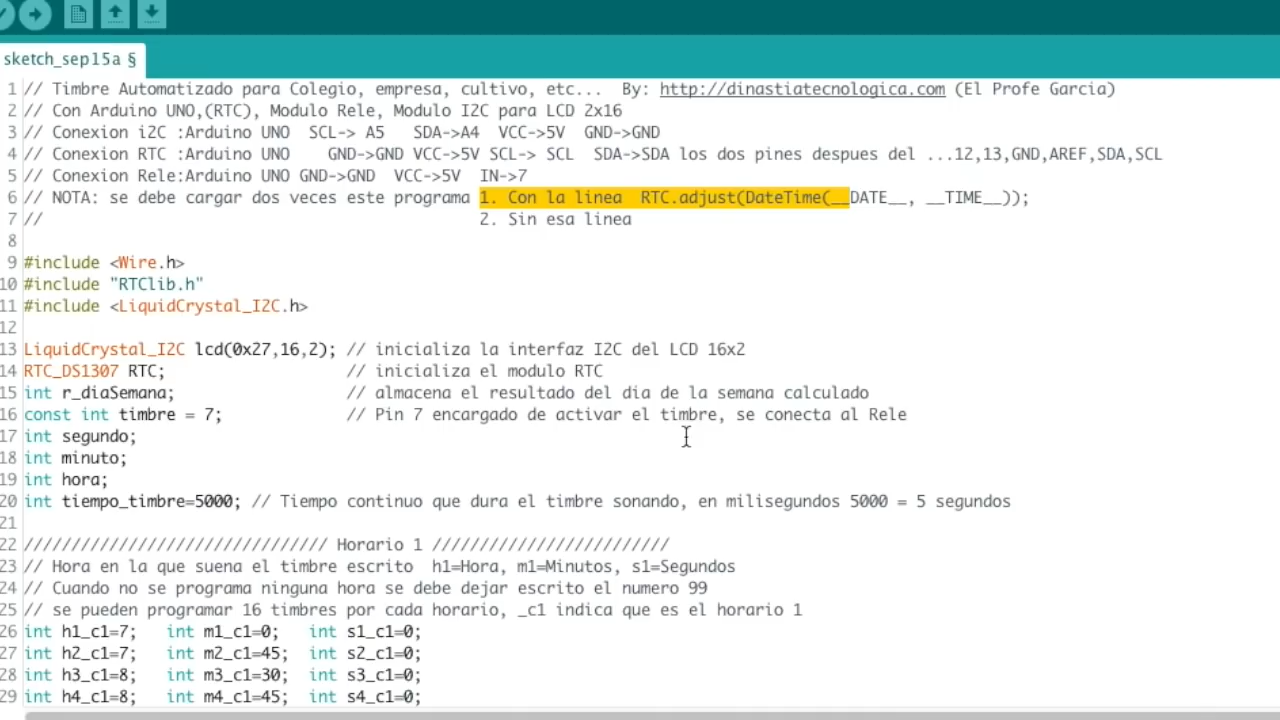 sketch_sep15a §
1 // Timbre Automatizado para Colegio, empresa, cultivo, etc... By: http://dinastiatecnologica.com (El Profe Garcia)
2 // Con Arduino UNO,(RTC), Modulo Rele, Modulo I2C para LCD 2x16
3 // Conexion i2C :Arduino UNO SCL-> A5 SDA->A4 VCC->5V GND->GND
4 // Conexion RTC :Arduino UNO GND->GND VCC->5V SCL-> SCL SDA->SDA los dos pines despues del ...12,13,GND,AREF,SDA,SCL
5 // Conexion Rele:Arduino UNO GND->GND VCC->5V IN->7
6 // NOTA: se debe cargar dos veces este programa 1. Con la linea RTC.adjust(DateTime(__DATE__, __TIME__));
7 // 2. Sin esa linea
8
9 #include <Wire.h>
10 #include "RTClib.h"
11 #include <LiquidCrystal_I2C.h>
12
13 LiquidCrystal_I2C lcd(0x27,16,2); // inicializa la interfaz I2C del LCD 16x2
14 RTC_DS1307 RTC; // inicializa el modulo RTC
15 int r_diaSemana; // almacena el resultado del dia de la semana calculado
16 const int timbre = 7; // Pin 7 encargado de activar el timbre, se conecta al Rele
17 int segundo;
18 int minuto;
19 int hora;
20 int tiempo_timbre=5000; // Tiempo continuo que dura el timbre sonando, en milisegundos 5000 = 5 segundos
21
22 //////////////////////////////// Horario 1 /////////////////////////
23 // Hora en la que suena el timbre escrito h1=Hora, m1=Minutos, s1=Segundos
24 // Cuando no se programa ninguna hora se debe dejar escrito el numero 99
25 // se pueden programar 16 timbres por cada horario, _c1 indica que es el horario 1
26 int h1_c1=7; int m1_c1=0; int s1_c1=0;
27 int h2_c1=7; int m2_c1=45; int s2_c1=0;
28 int h3_c1=8; int m3_c1=30; int s3_c1=0;
29 int h4_c1=8; int m4_c1=45; int s4_c1=0;